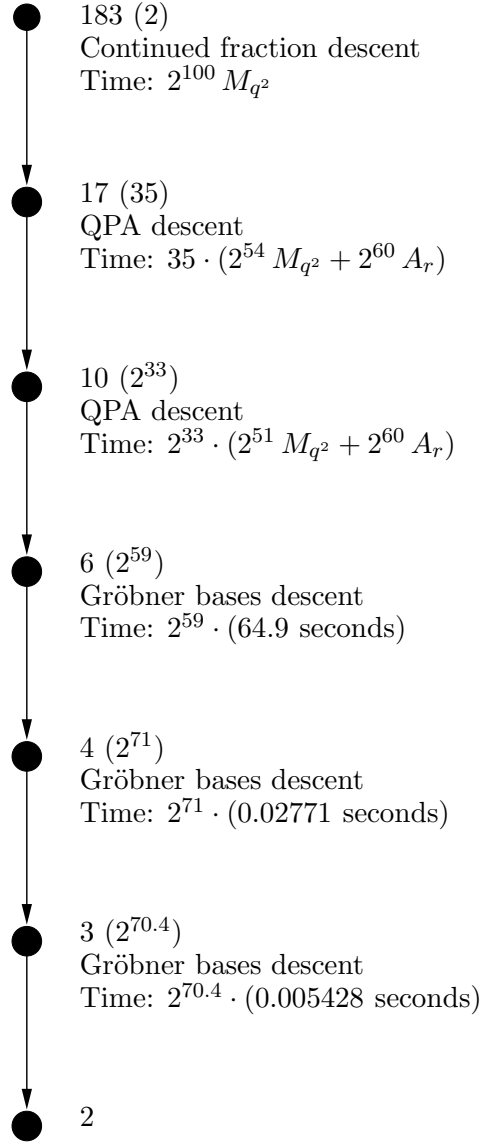 183 (2)
Continued fraction descent
Time: 2^{100} M_{q^2}
17 (35)
QPA descent
Time: 35 · (2^{54} M_{q^2} + 2^{60} A_r)
10 (2^{33})
QPA descent
Time: 2^{33} · (2^{51} M_{q^2} + 2^{60} A_r)
6 (2^{59})
Gröbner bases descent
Time: 2^{59} · (64.9 seconds)
4 (2^{71})
Gröbner bases descent
Time: 2^{71} · (0.02771 seconds)
3 (2^{70.4})
Gröbner bases descent
Time: 2^{70.4} · (0.005428 seconds)
2